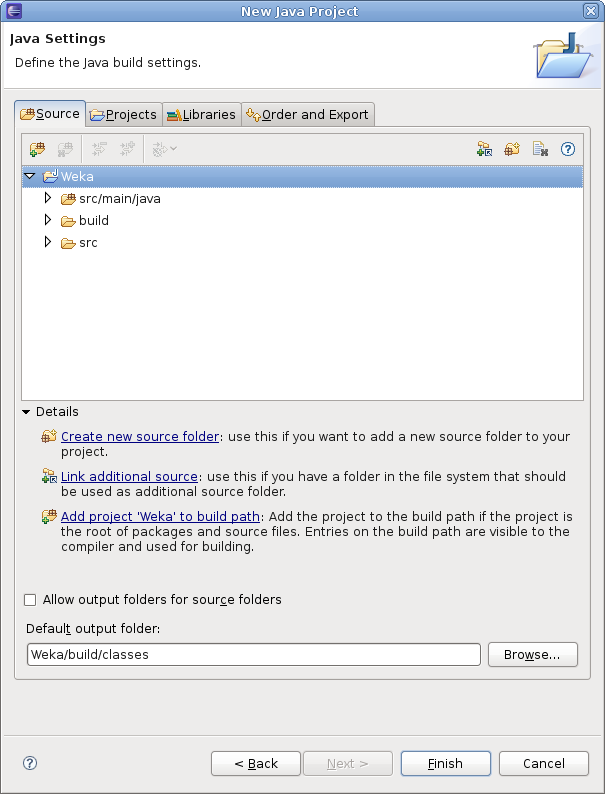 New Java Project
Java Settings
Define the Java build settings.
Source Projects Libraries Order and Export
Weka
src/main/java
build
src
Details
Create new source folder: use this if you want to add a new source folder to your
project.
Link additional source: use this if you have a folder in the file system that should
be used as additional source folder.
Add project 'Weka' to build path: Add the project to the build path if the project is
the root of packages and source files. Entries on the build path are visible to the
compiler and used for building.
Allow output folders for source folders
Default output folder:
Weka/build/classes
Browse...
< Back Next > Finish Cancel